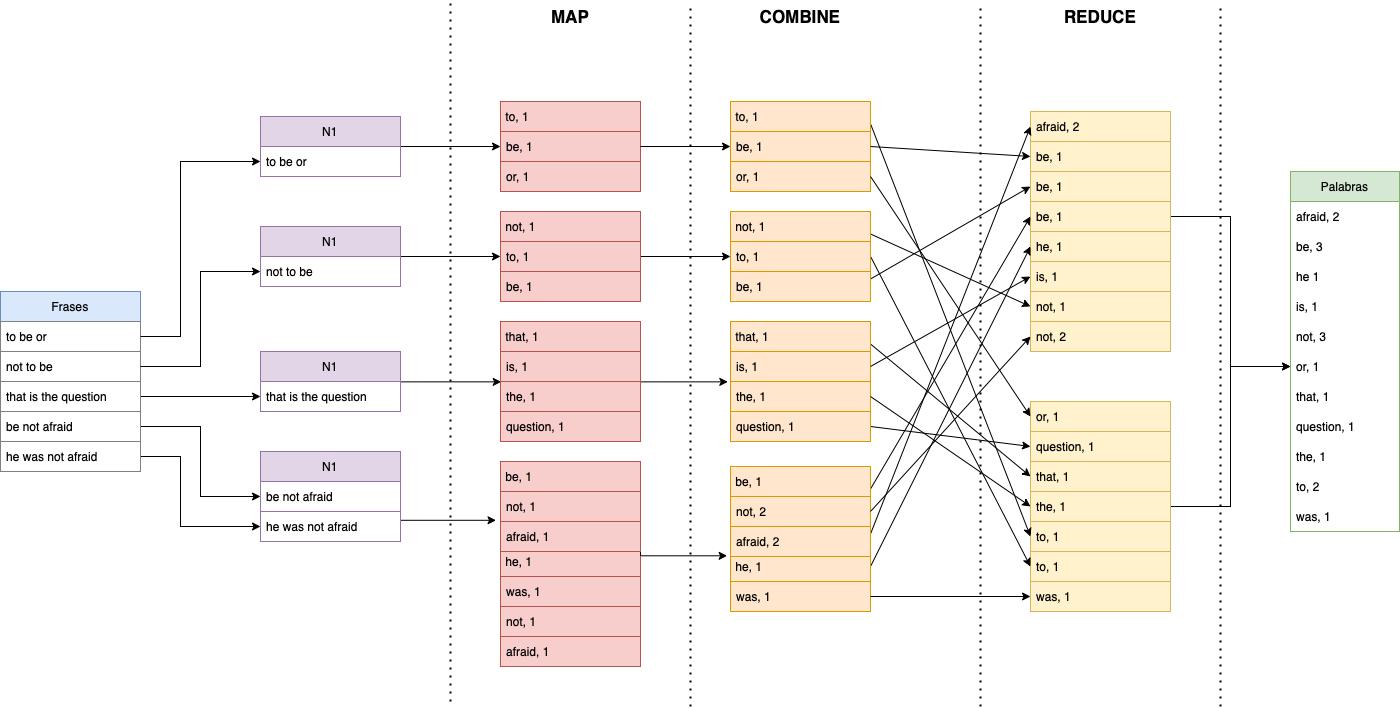 MAP
COMBINE
REDUCE
Frases
to be or
not to be
that is the question
be not afraid
he was not afraid
N1
to be or
N1
not to be
N1
that is the question
N1
be not afraid
he was not afraid
to, 1
be, 1
or, 1
not, 1
to, 1
be, 1
that, 1
is, 1
the, 1
question, 1
be, 1
not, 1
afraid, 1
he, 1
was, 1
not, 1
afraid, 1
to, 1
be, 1
or, 1
not, 1
to, 1
be, 1
that, 1
is, 1
the, 1
question, 1
be, 1
not, 2
afraid, 2
he, 1
was, 1
afraid, 2
be, 1
be, 1
be, 1
he, 1
is, 1
not, 1
not, 2
or, 1
question, 1
that, 1
the, 1
to, 1
to, 1
was, 1
Palabras
afraid, 2
be, 3
he 1
is, 1
not, 3
or, 1
that, 1
question, 1
the, 1
to, 2
was, 1